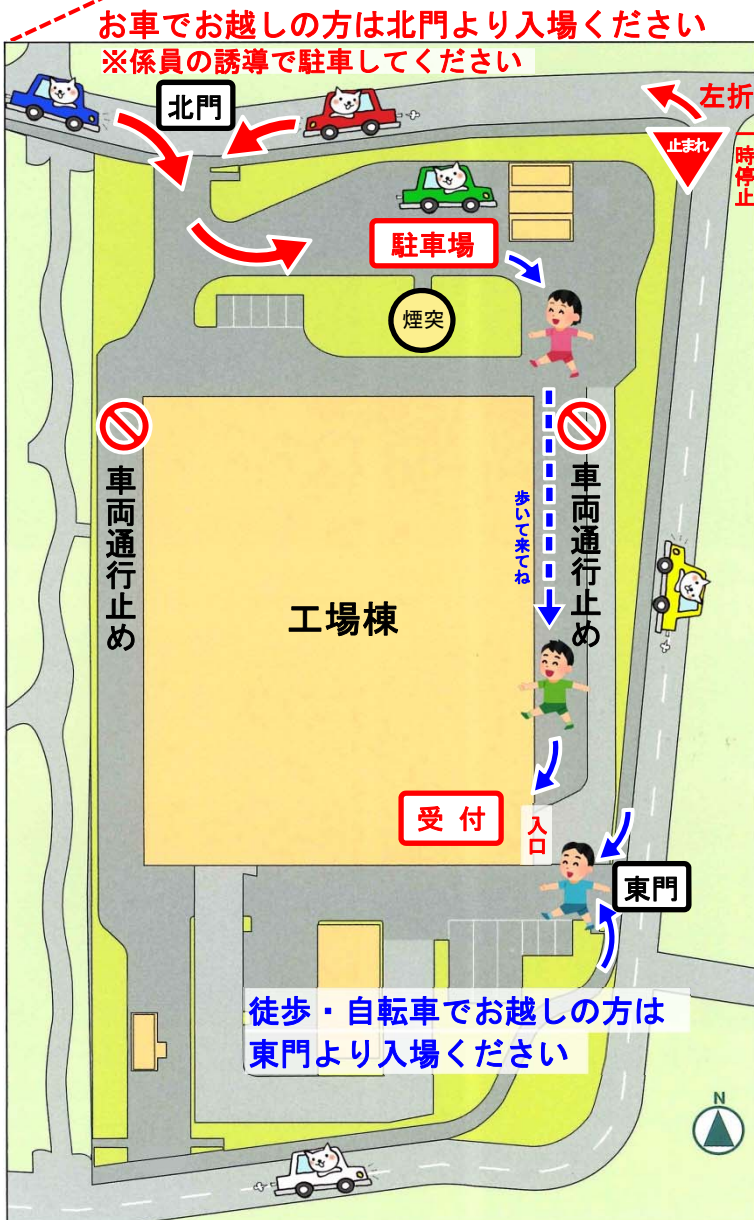 お車でお越しの方は北門より入場ください
※係員の誘導で駐車してください
北門
左折
止まれ
一時停止
駐車場
煙突
車両通行止め
歩いて来てね
車両通行止め
工場棟
受付
入口
東門
徒歩・自転車でお越しの方は
東門より入場ください
N